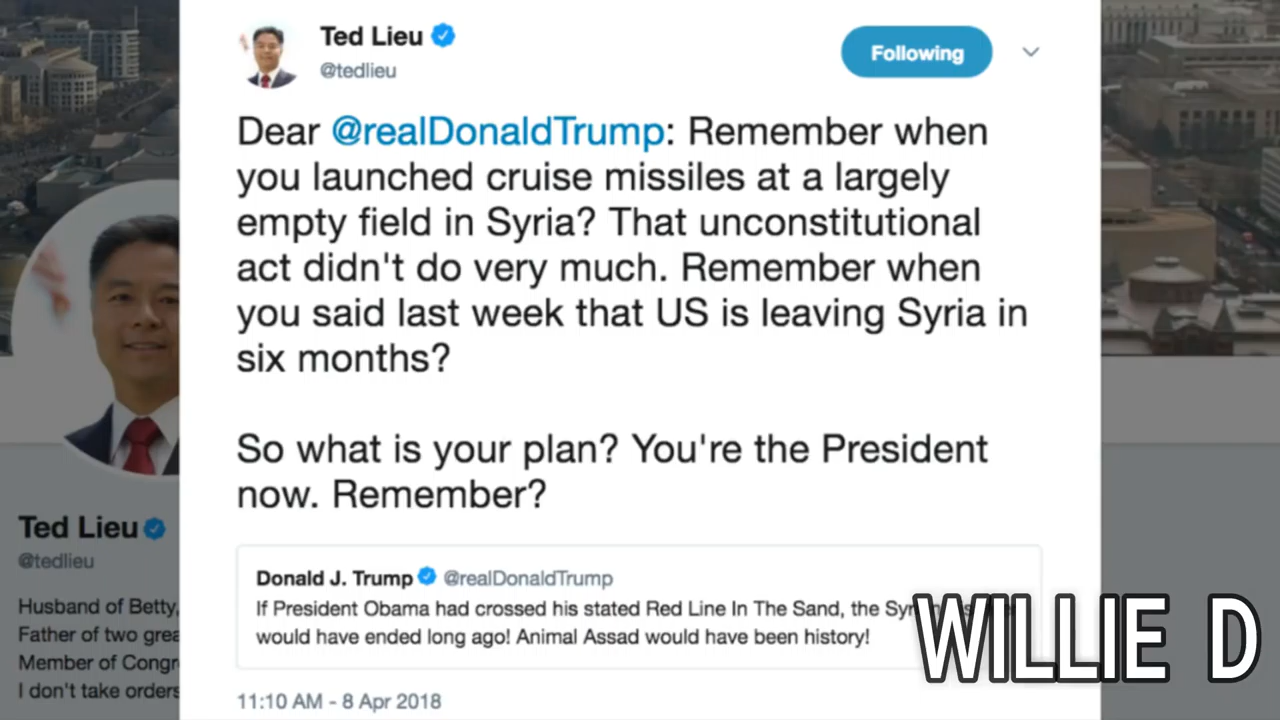 Ted Lieu
@tedlieu
Following
Dear @realDonaldTrump: Remember when
you launched cruise missiles at a largely
empty field in Syria? That unconstitutional
act didn't do very much. Remember when
you said last week that US is leaving Syria in
six months?
So what is your plan? You're the President
now. Remember?
Donald J. Trump @realDonaldTrump
If President Obama had crossed his stated Red Line In The Sand, the
would have ended long ago! Animal Assad would have been history!
11:10 AM - 8 Apr 2018
Ted Lieu
@tedlieu
Husband of Betty,
Father of two
Member of
I don't take orders
WILLIE D